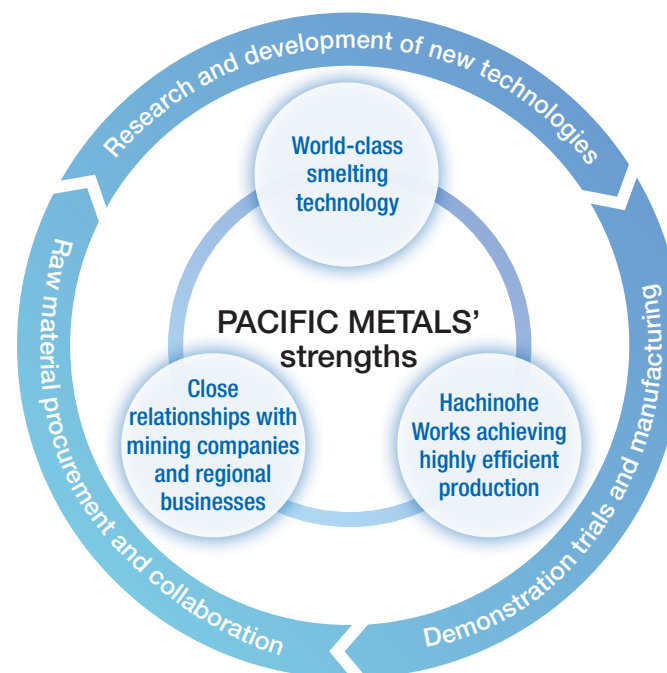 Research and development of new technologies
World-class
smelting
technology
PACIFIC METALS’
strengths
Close
relationships with
mining companies
and regional
businesses
Hachinohe
Works achieving
highly efficient
production
Raw material procurement and collaboration
Demonstration trials and manufacturing